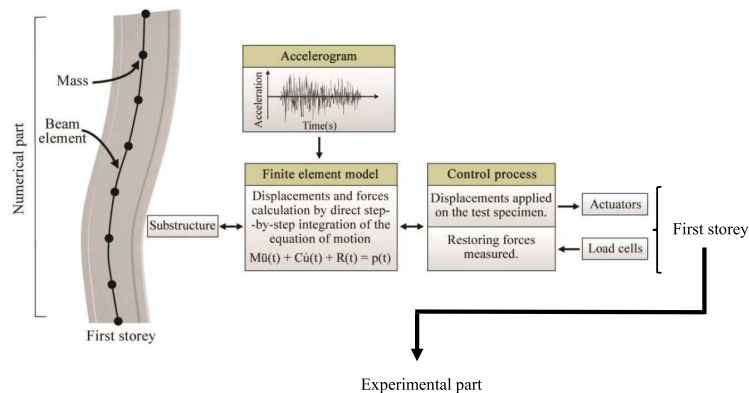 Numerical part
Mass
Beam
element
First storey
Substructure
Accelerogram
Acceleration
Time(s)
Finite element model
Displacements and forces
calculation by direct step-
-by-step integration of the
equation of motion
Mü(t) + Cu̇(t) + R(t) = p(t)
Control process
Displacements applied
on the test specimen.
Restoring forces
measured.
Actuators
Load cells
First storey
Experimental part